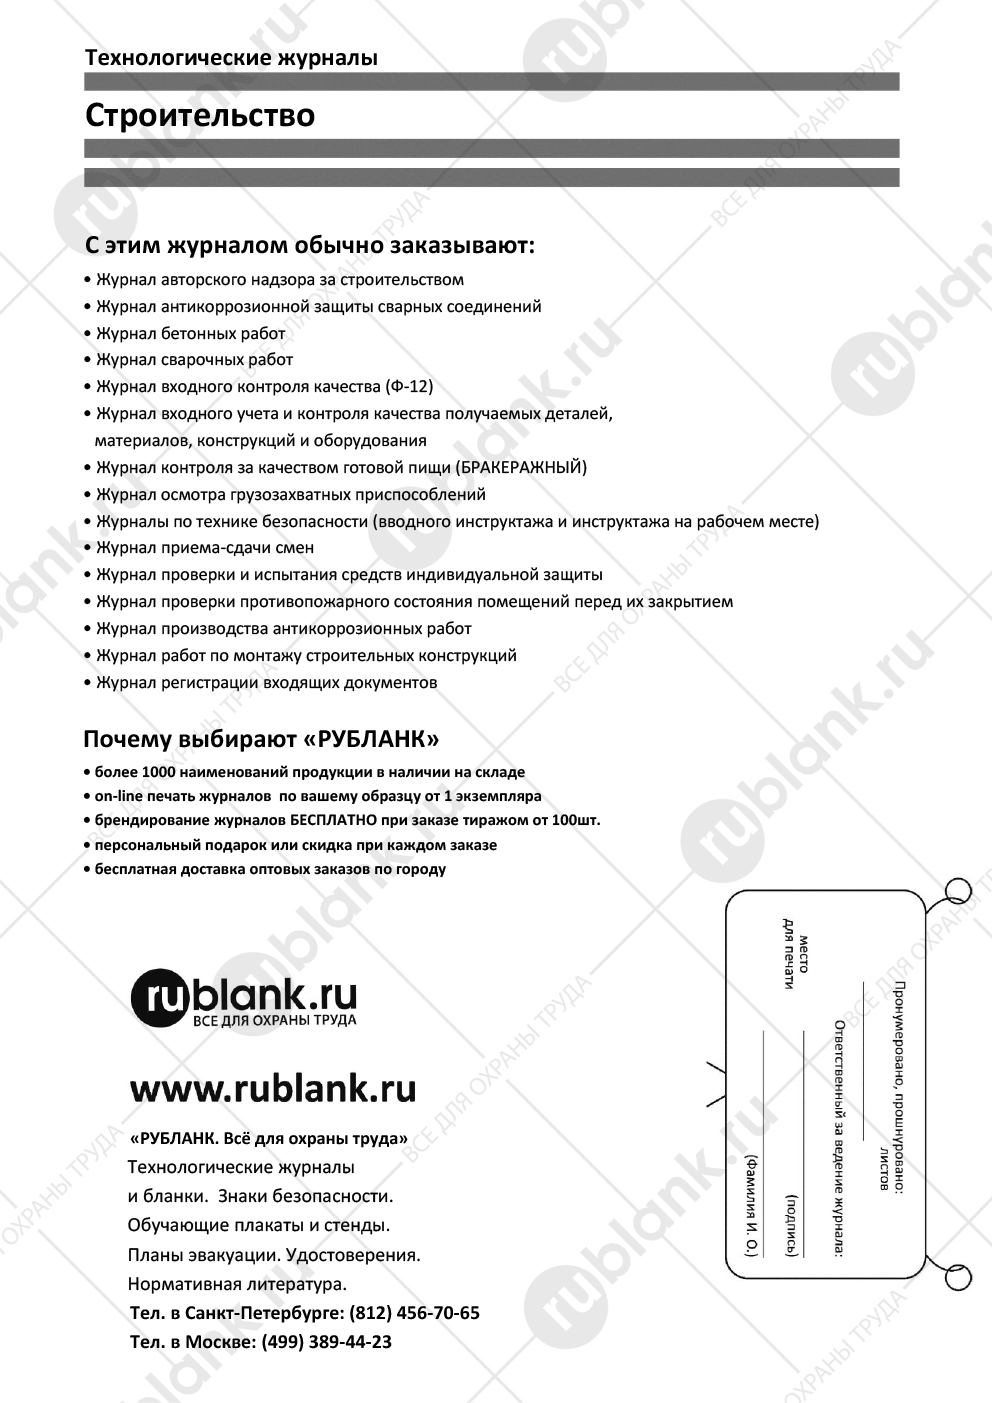 Технологические журналы
Строительство
С этим журналом обычно заказывают:
• Журнал авторского надзора за строительством
• Журнал антикоррозионной защиты сварных соединений
• Журнал бетонных работ
• Журнал сварочных работ
• Журнал входного контроля качества (Ф-12)
• Журнал входного учета и контроля качества получаемых деталей,
материалов, конструкций и оборудования
• Журнал контроля за качеством готовой пищи (БРАКЕРАЖНЫЙ)
• Журнал осмотра грузозахватных приспособлений
• Журналы по технике безопасности (вводного инструктажа и инструктажа на рабочем месте)
• Журнал приема-сдачи смен
• Журнал проверки и испытания средств индивидуальной защиты
• Журнал проверки противопожарного состояния помещений перед их закрытием
• Журнал производства антикоррозионных работ
• Журнал работ по монтажу строительных конструкций
• Журнал регистрации входящих документов
Почему выбирают «РУБЛАНК»
• более 1000 наименований продукции в наличии на складе
• on-line печать журналов по вашему образцу от 1 экземпляра
• брендирование журналов БЕСПЛАТНО при заказе тиражом от 100шт.
• персональный подарок или скидка при каждом заказе
• бесплатная доставка оптовых заказов по городу
rublank.ru
ВСЕ ДЛЯ ОХРАНЫ ТРУДА
www.rublank.ru
«РУБЛАНК. Всё для охраны труда»
Технологические журналы
и бланки. Знаки безопасности.
Обучающие плакаты и стенды.
Планы эвакуации. Удостоверения.
Нормативная литература.
Тел. в Санкт-Петербурге: (812) 456-70-65
Тел. в Москве: (499) 389-44-23
Пронумеровано, прошнуровано:
листов
Ответственный за ведение журнала:
место
для печати
(подпись)
(Фамилия И. О.)